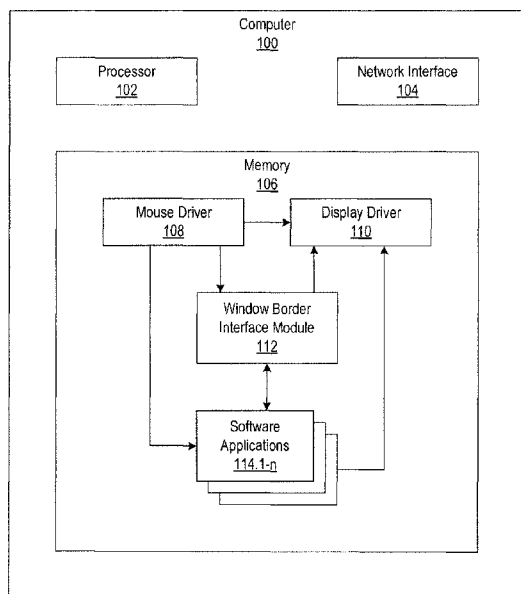 Computer
100
Processor
102
Network Interface
104
Memory
106
Mouse Driver
108
Display Driver
110
Window Border
Interface Module
112
Software
Applications
114.1-n